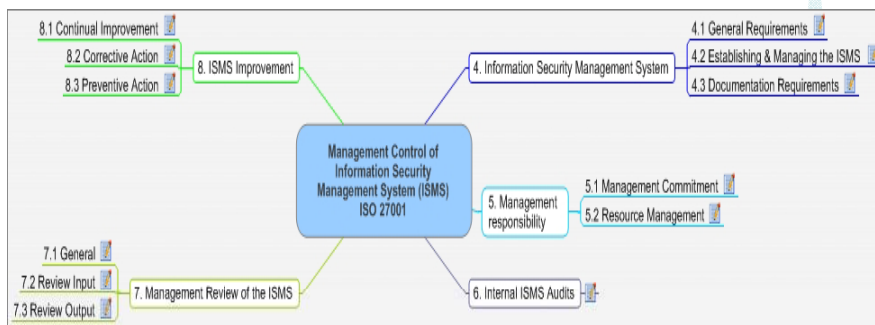 8.1 Continual Improvement
8.2 Corrective Action
8.3 Preventive Action
8. ISMS Improvement
4. Information Security Management System
4.1 General Requirements
4.2 Establishing & Managing the ISMS
4.3 Documentation Requirements
Management Control of
Information Security
Management System (ISMS)
ISO 27001
5. Management
responsibility
5.1 Management Commitment
5.2 Resource Management
7.1 General
7.2 Review Input
7.3 Review Output
7. Management Review of the ISMS
6. Internal ISMS Audits